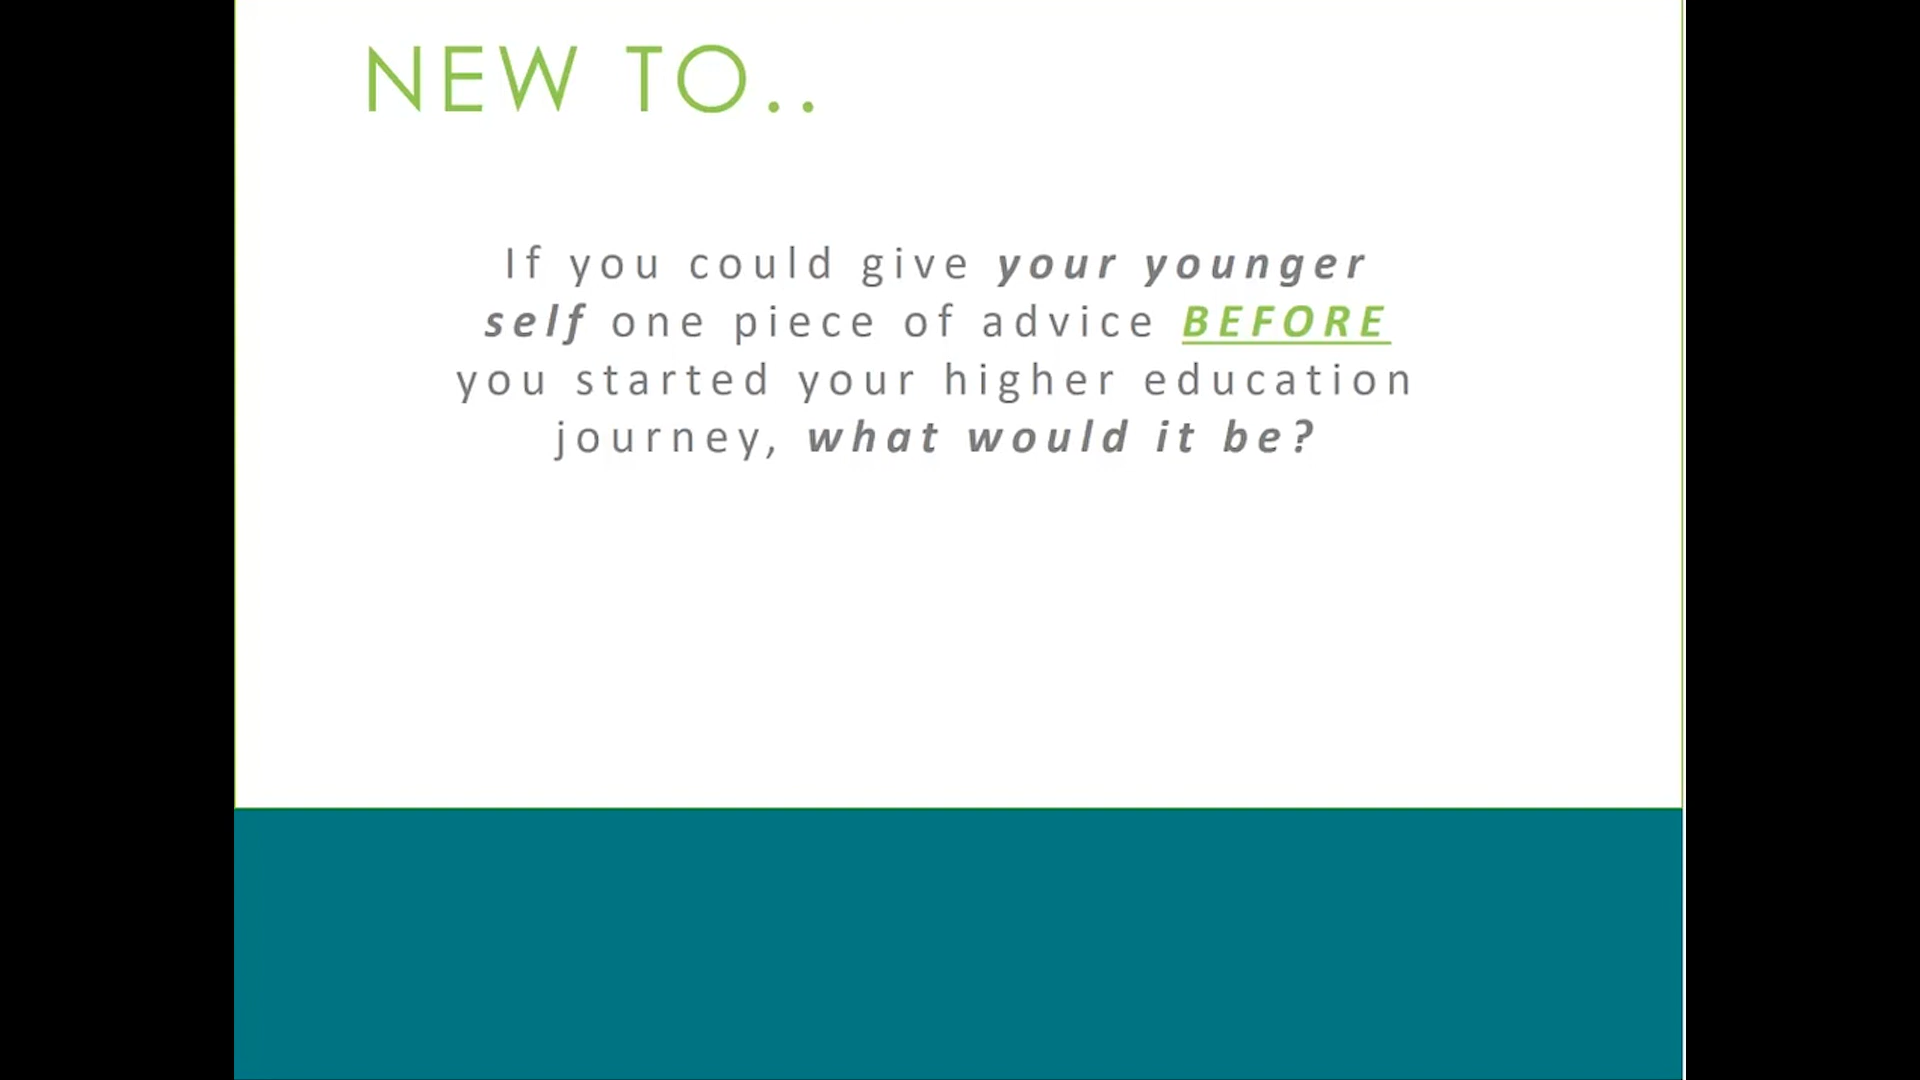 NEW TO..
If you could give your younger
self one piece of advice BEFORE
you started your higher education
journey, what would it be?